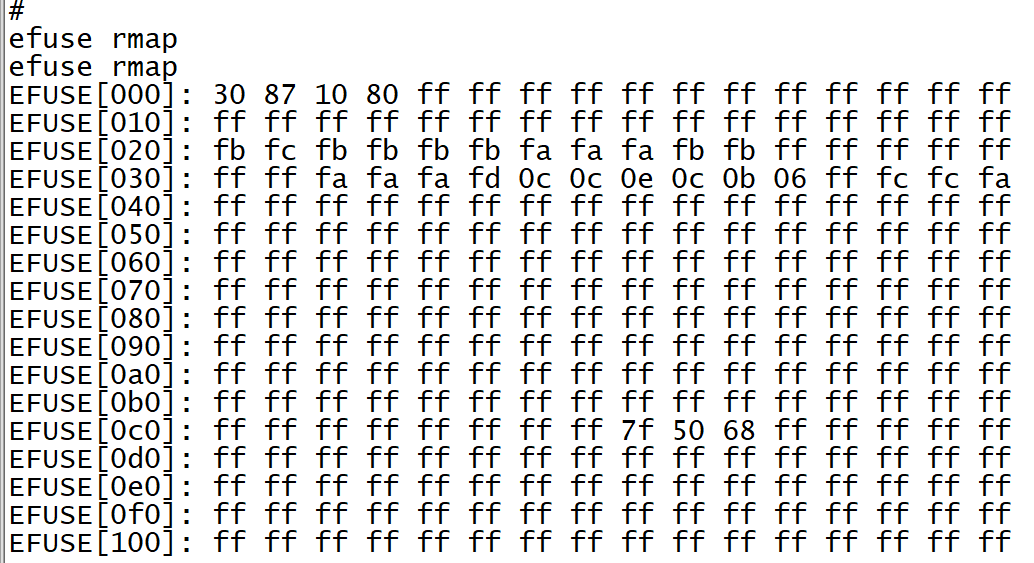 #
efuse rmap
efuse rmap
EFUSE[000]: 30 87 10 80 ff ff ff ff ff ff ff ff ff ff ff ff
EFUSE[010]: ff ff ff ff ff ff ff ff ff ff ff ff ff ff ff ff
EFUSE[020]: fb fc fb fb fb fb fa fa fa fb fb ff ff ff ff ff
EFUSE[030]: ff ff fa fa fa fd 0c 0c 0e 0c 0b 06 ff fc fc fa
EFUSE[040]: ff ff ff ff ff ff ff ff ff ff ff ff ff ff ff ff
EFUSE[050]: ff ff ff ff ff ff ff ff ff ff ff ff ff ff ff ff
EFUSE[060]: ff ff ff ff ff ff ff ff ff ff ff ff ff ff ff ff
EFUSE[070]: ff ff ff ff ff ff ff ff ff ff ff ff ff ff ff ff
EFUSE[080]: ff ff ff ff ff ff ff ff ff ff ff ff ff ff ff ff
EFUSE[090]: ff ff ff ff ff ff ff ff ff ff ff ff ff ff ff ff
EFUSE[0a0]: ff ff ff ff ff ff ff ff ff ff ff ff ff ff ff ff
EFUSE[0b0]: ff ff ff ff ff ff ff ff ff ff ff ff ff ff ff ff
EFUSE[0c0]: ff ff ff ff ff ff ff ff 7f 50 68 ff ff ff ff ff
EFUSE[0d0]: ff ff ff ff ff ff ff ff ff ff ff ff ff ff ff ff
EFUSE[0e0]: ff ff ff ff ff ff ff ff ff ff ff ff ff ff ff ff
EFUSE[0f0]: ff ff ff ff ff ff ff ff ff ff ff ff ff ff ff ff
EFUSE[100]: ff ff ff ff ff ff ff ff ff ff ff ff ff ff ff ff